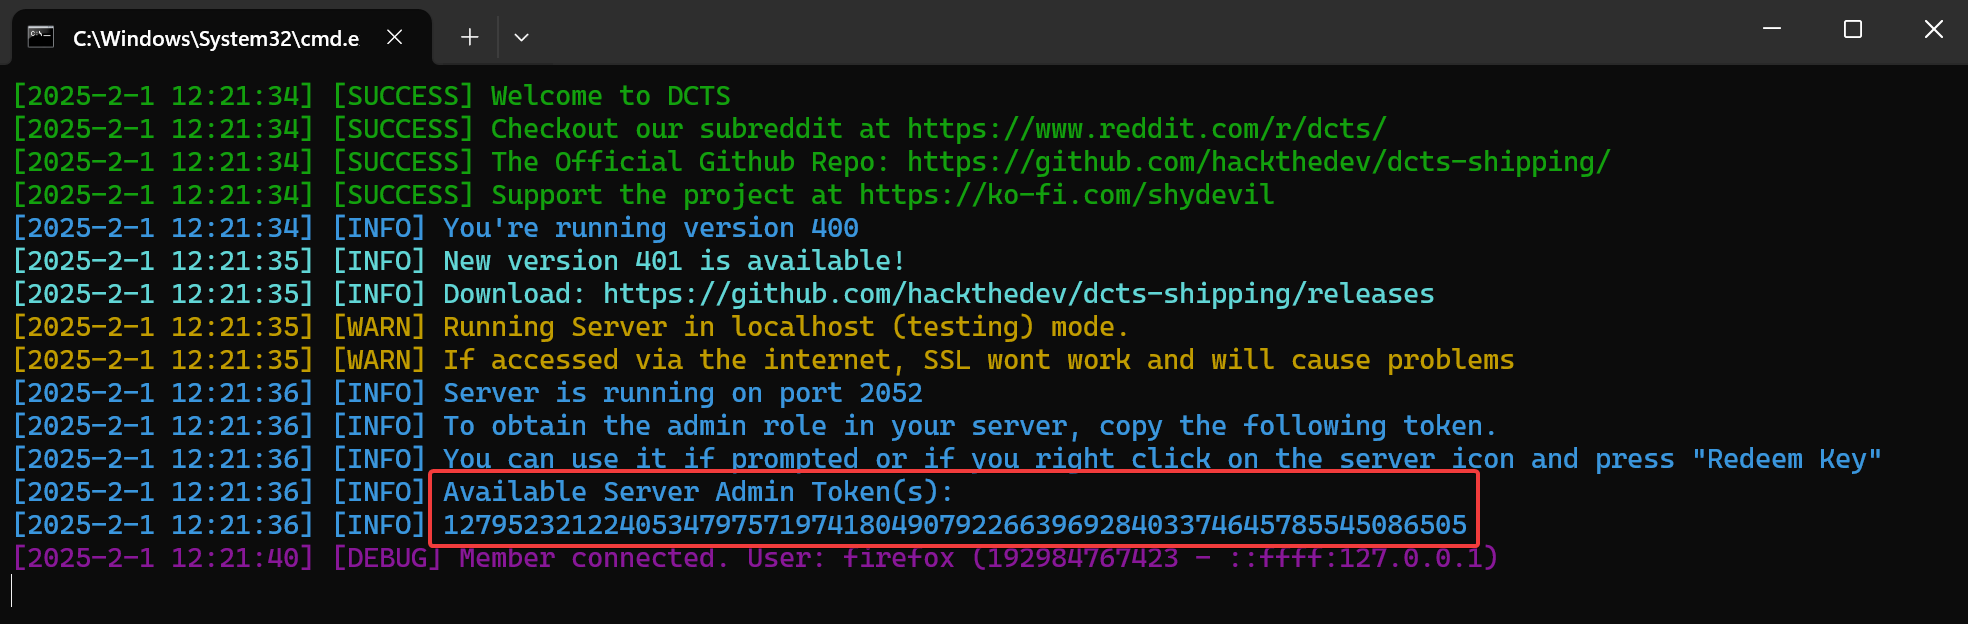 C:\Windows\System32\cmd.e
[2025-2-1 12:21:34] [SUCCESS] Welcome to DCTS
[2025-2-1 12:21:34] [SUCCESS] Checkout our subreddit at https://www.reddit.com/r/dcts/
[2025-2-1 12:21:34] [SUCCESS] The Official Github Repo: https://github.com/hackthedev/dcts-shipping/
[2025-2-1 12:21:34] [SUCCESS] Support the project at https://ko-fi.com/shydevil
[2025-2-1 12:21:34] [INFO] You're running version 400
[2025-2-1 12:21:35] [INFO] New version 401 is available!
[2025-2-1 12:21:35] [INFO] Download: https://github.com/hackthedev/dcts-shipping/releases
[2025-2-1 12:21:35] [WARN] Running Server in localhost (testing) mode.
[2025-2-1 12:21:35] [WARN] If accessed via the internet, SSL wont work and will cause problems
[2025-2-1 12:21:36] [INFO] Server is running on port 2052
[2025-2-1 12:21:36] [INFO] To obtain the admin role in your server, copy the following token.
[2025-2-1 12:21:36] [INFO] You can use it if prompted or if you right click on the server icon and press "Redeem Key"
[2025-2-1 12:21:36] [INFO] Available Server Admin Token(s):
[2025-2-1 12:21:36] [INFO] 1279523212240534797571974180490792266396928403374645785545086505
[2025-2-1 12:21:40] [DEBUG] Member connected. User: firefox (192984767423 - ::ffff:127.0.0.1)